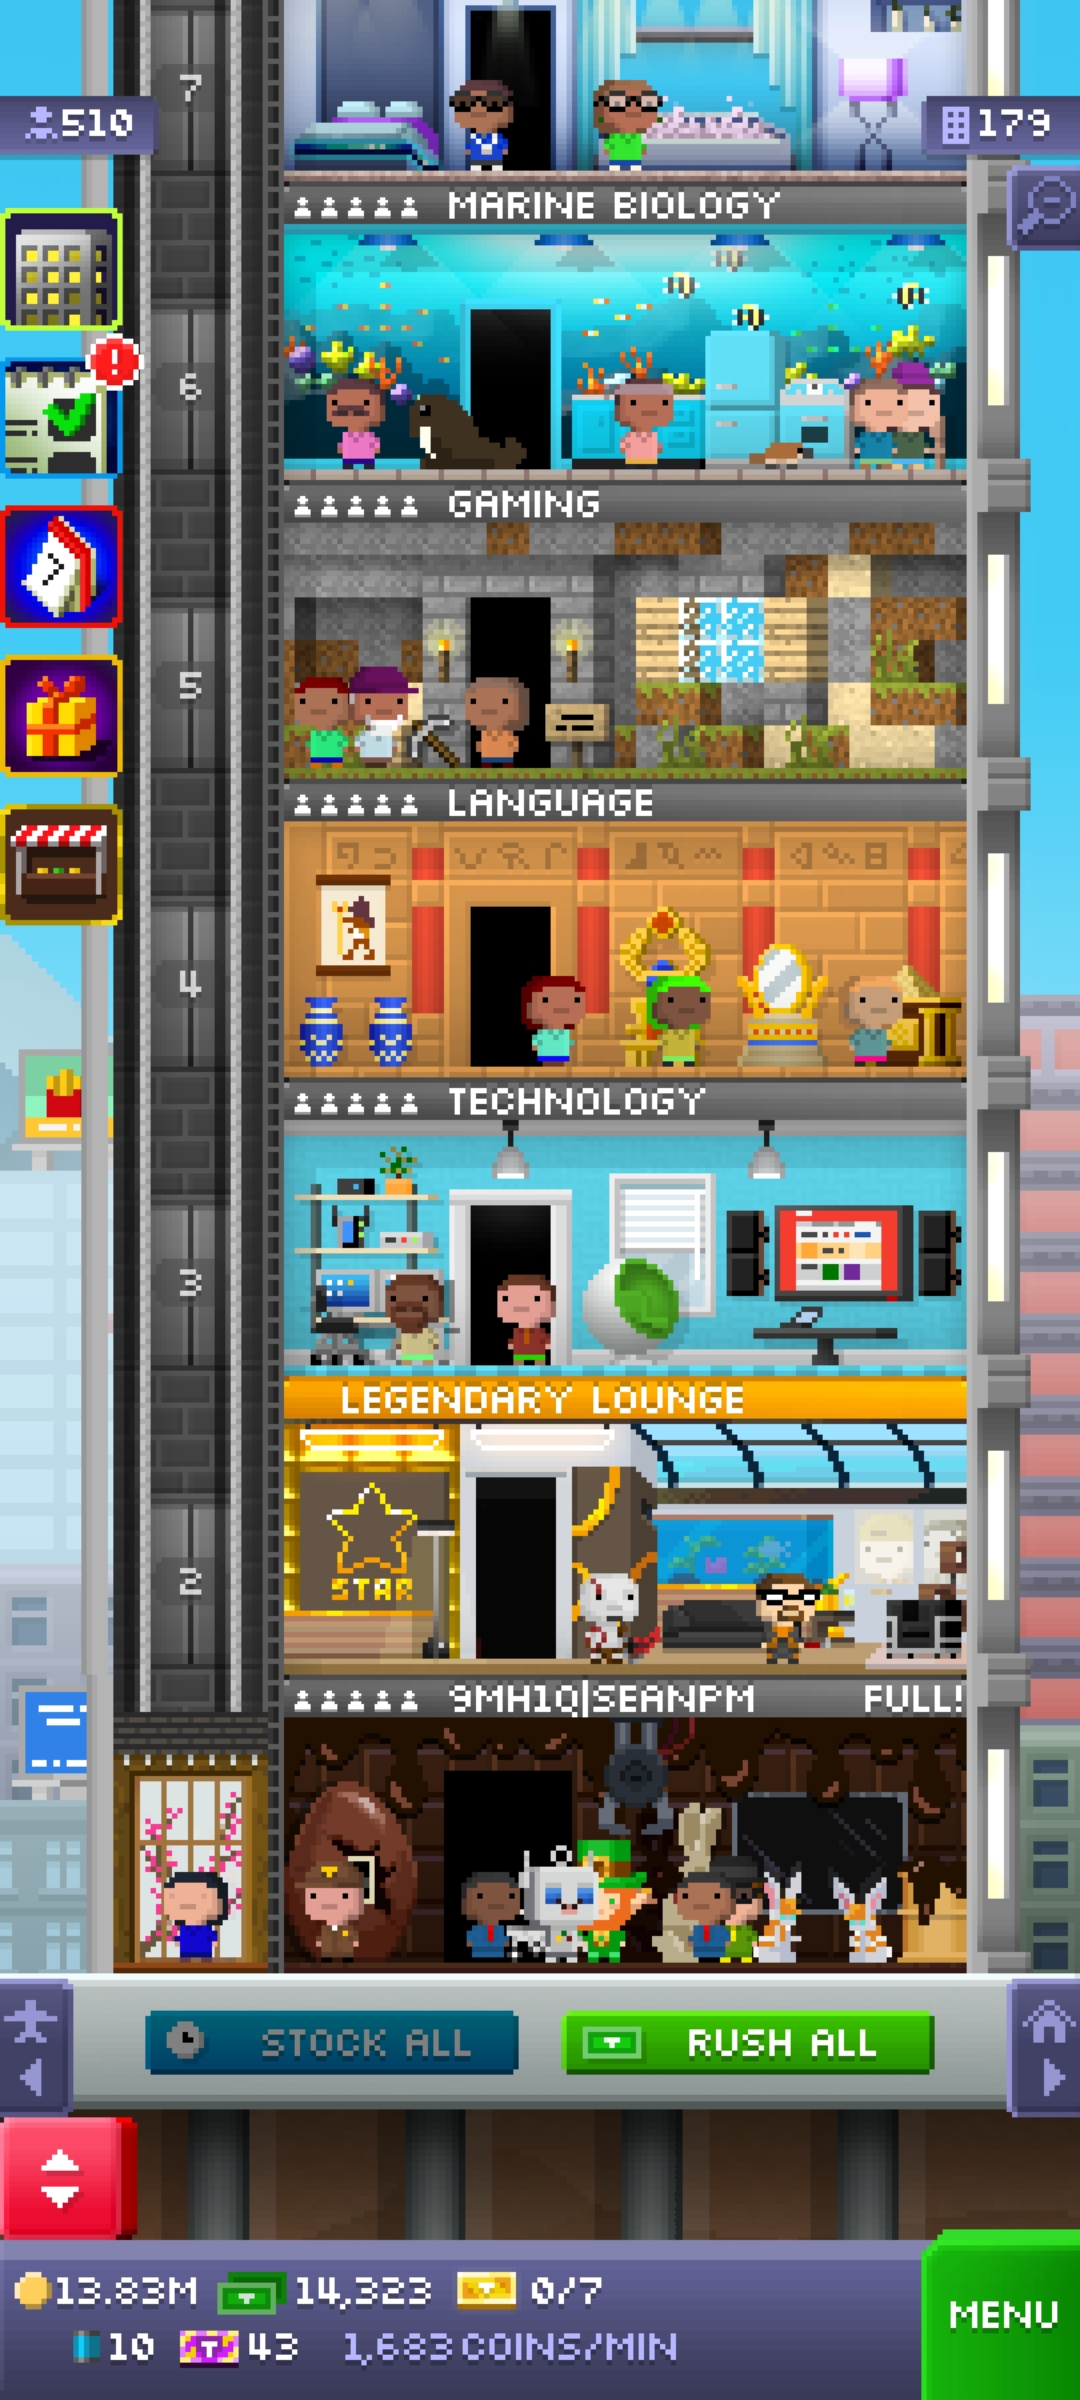 7
510
179
MARINE BIOLOGY
6
GAMING
5
LANGUAGE
4
TECHNOLOGY
3
LEGENDARY LOUNGE
STAR
2
9MH1Q|SEANPM FULL!
STOCK ALL
RUSH ALL
13.83M 14,323 0/7
10 43 1,683 COINS/MIN
MENU